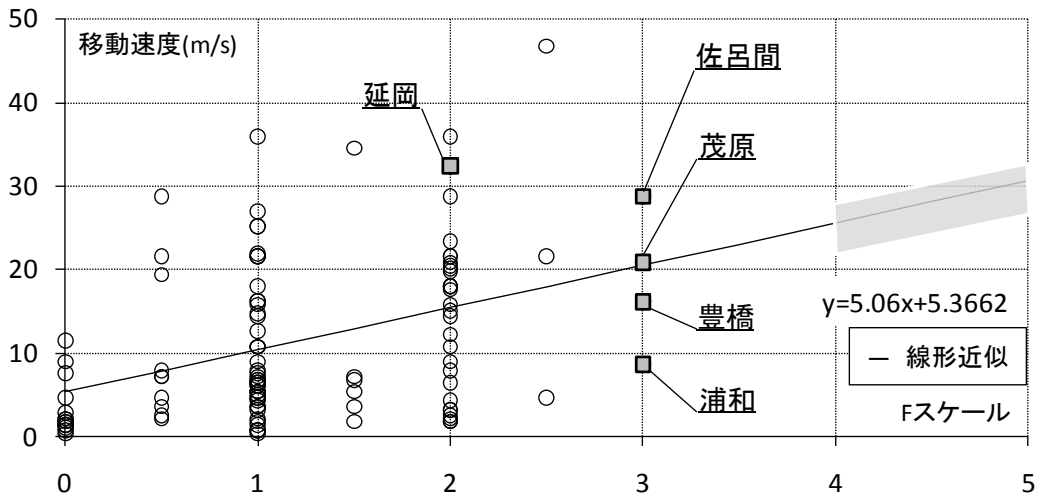 50
移動速度(m/s)
佐呂間
延岡
40
茂原
30
20
豊橋
y=5.06x+5.3662
10
― 線形近似
浦和
Fスケール
0
0 1 2 3 4 5